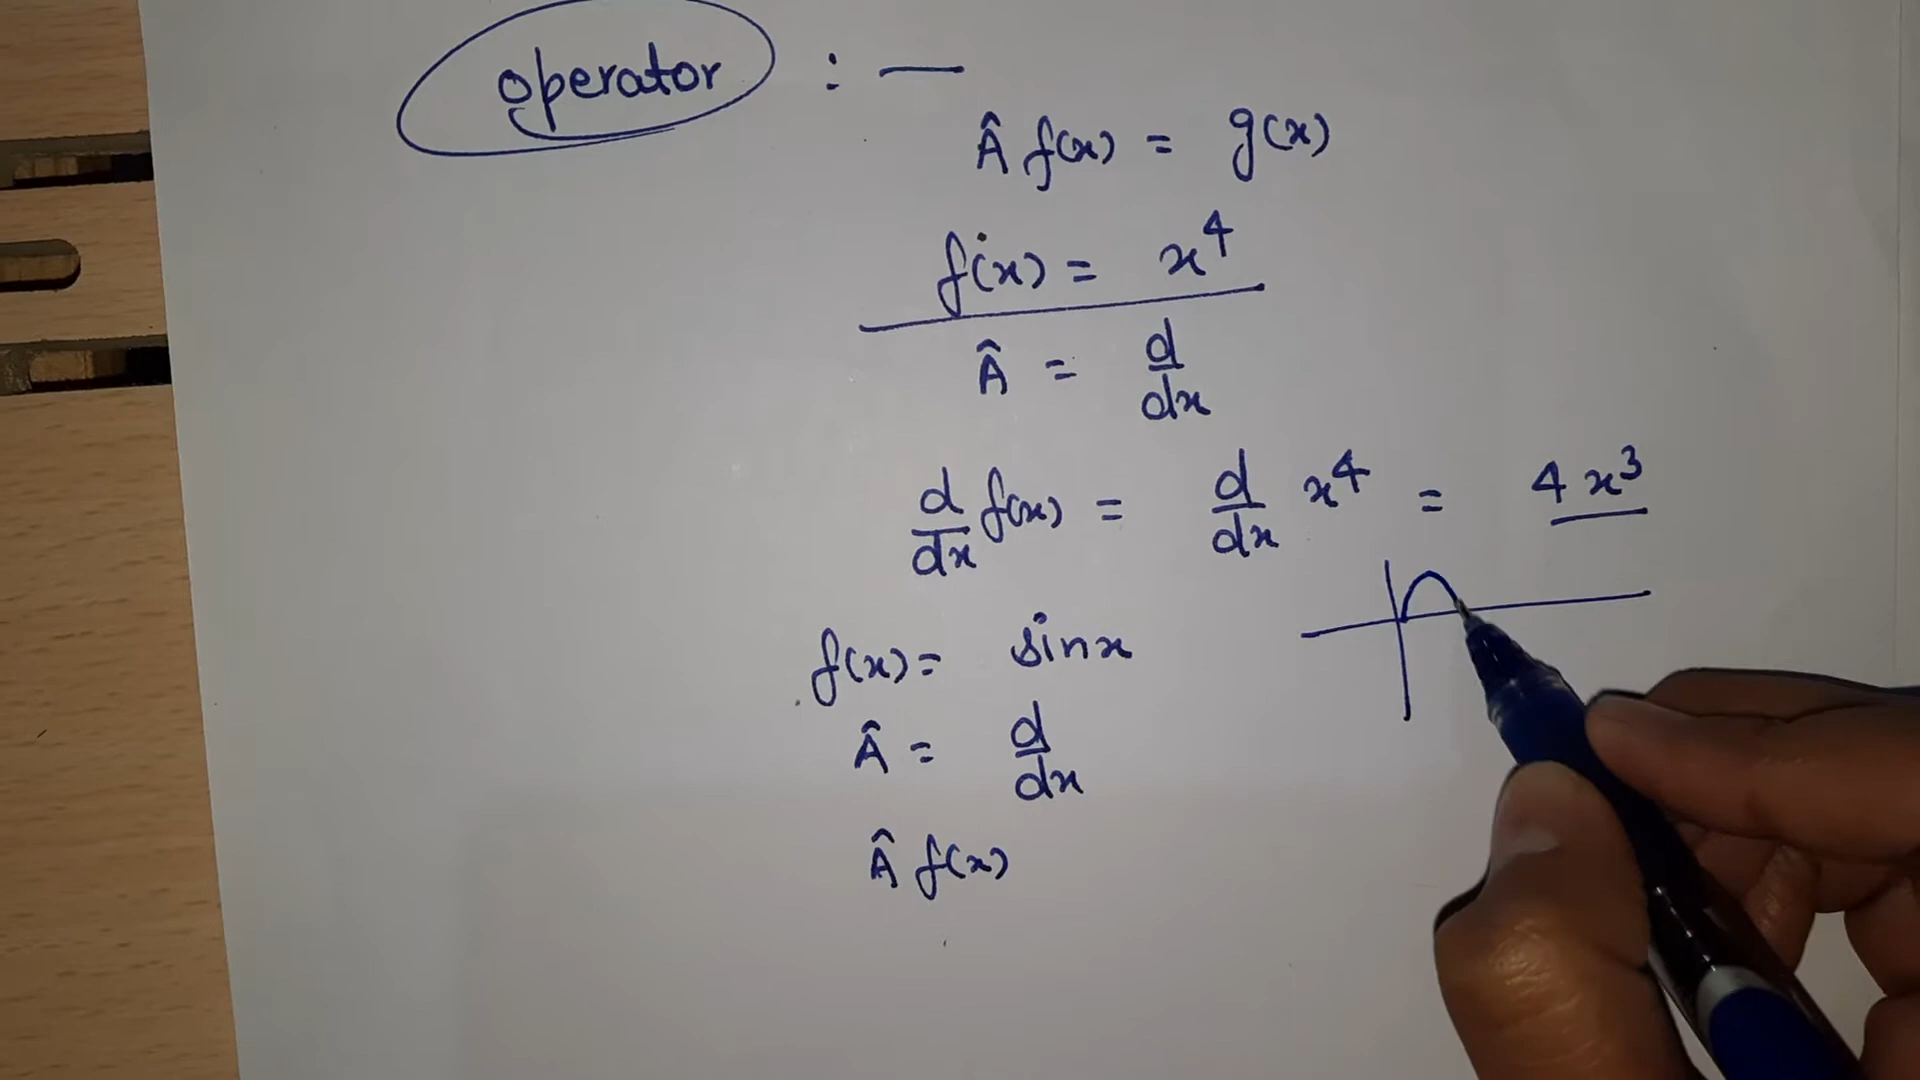 operator : —
Â f(x) = g(x)
f(x) = x⁴
Â = d/dx
d/dx f(x) = d/dx x⁴ = 4x³
f(x) = sinx
Â = d/dx
Â f(x)